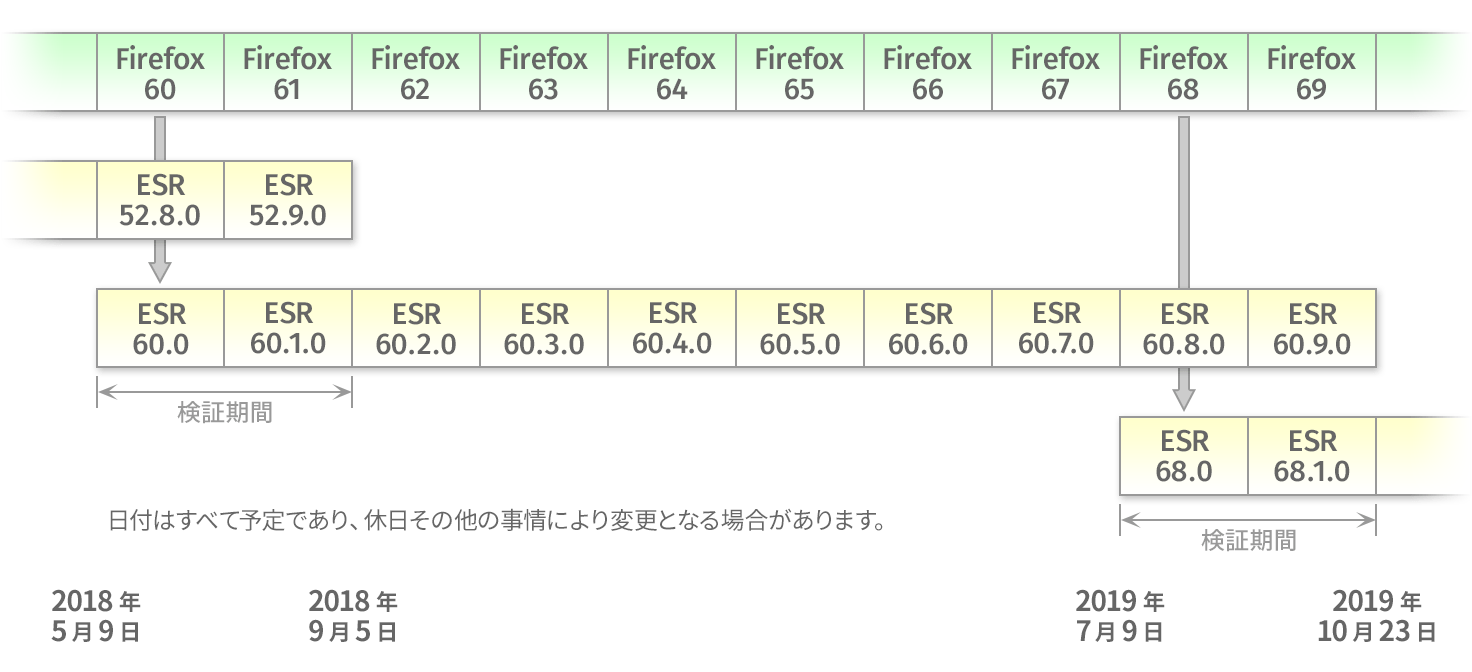 Firefox 60
Firefox 61
Firefox 62
Firefox 63
Firefox 64
Firefox 65
Firefox 66
Firefox 67
Firefox 68
Firefox 69
ESR 52.8.0
ESR 52.9.0
ESR 60.0
ESR 60.1.0
ESR 60.2.0
ESR 60.3.0
ESR 60.4.0
ESR 60.5.0
ESR 60.6.0
ESR 60.7.0
ESR 60.8.0
ESR 60.9.0
検証期間
ESR 68.0
ESR 68.1.0
日付はすべて予定であり、休日その他の事情により変更となる場合があります。
検証期間
2018 年 5 月 9 日
2018 年 9 月 5 日
2019 年 7 月 9 日
2019 年 10 月 23 日